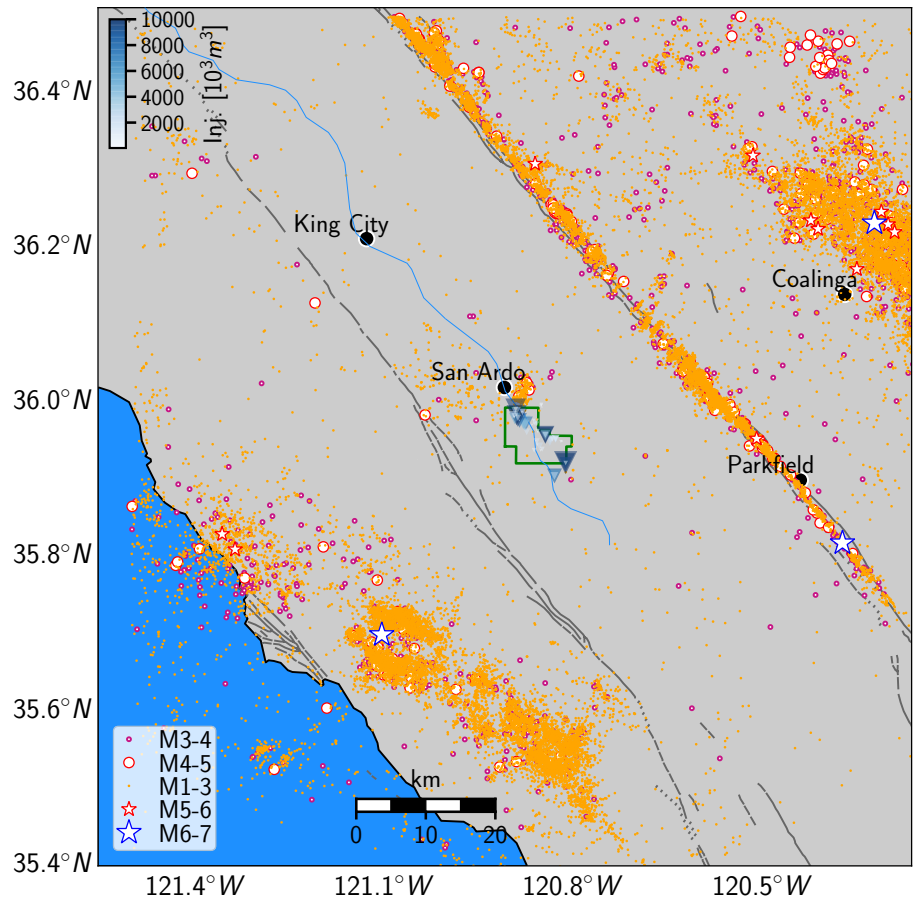 10000
8000
6000
4000
2000
Inj. [10³ m³]
36.4°N
36.2°N
36.0°N
35.8°N
35.6°N
35.4°N
King City
Coalinga
San Ardo
Parkfield
M3-4
M4-5
M1-3
M5-6
M6-7
km
0 10 20
121.4°W 121.1°W 120.8°W 120.5°W